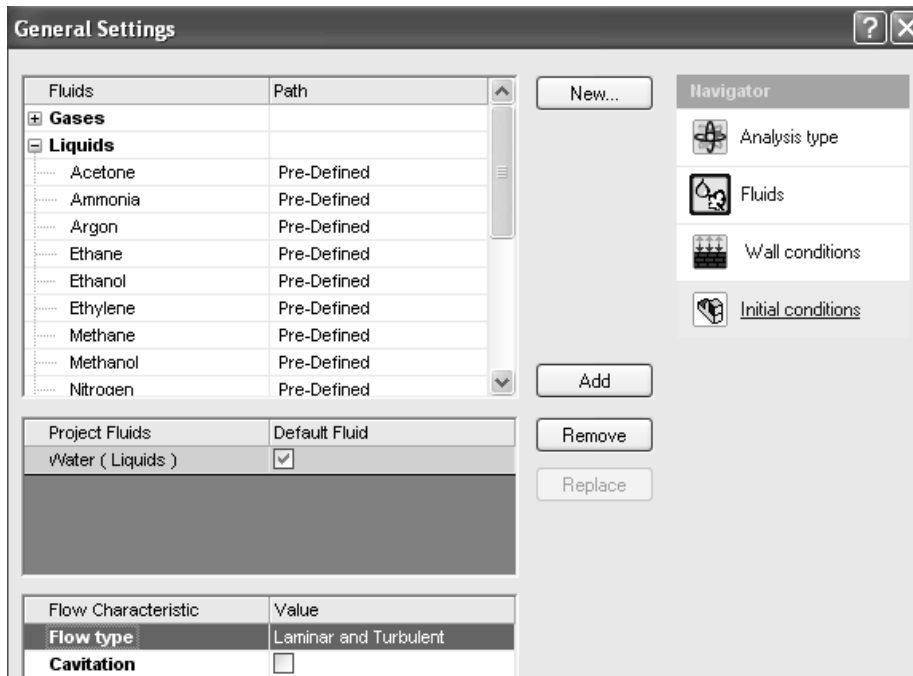 General Settings
Fluids Path
Gases
Liquids
Acetone Pre-Defined
Ammonia Pre-Defined
Argon Pre-Defined
Ethane Pre-Defined
Ethanol Pre-Defined
Ethylene Pre-Defined
Methane Pre-Defined
Methanol Pre-Defined
Nitrogen Pre-Defined
New...
Add
Remove
Replace
Project Fluids Default Fluid
Water ( Liquids )
Flow Characteristic Value
Flow type Laminar and Turbulent
Cavitation
Navigator
Analysis type
Fluids
Wall conditions
Initial conditions